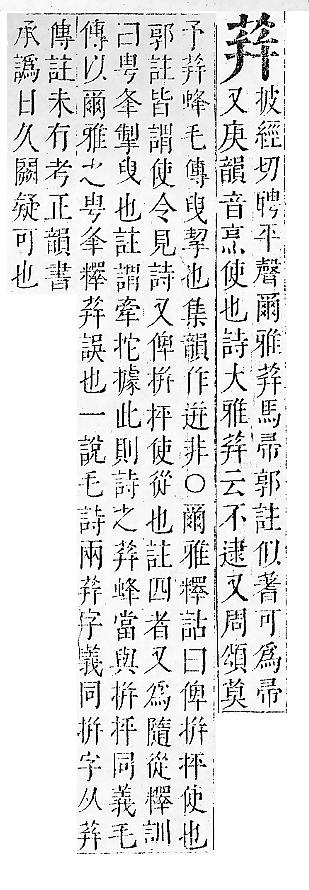 荓
披經切聘平聲爾雅荓馬帚郭註似蓍可爲帚
又庚韻音烹使也詩大雅荓云不逮又周頌莫
予荓蜂毛傳曳挈也集韻作逬非〇爾雅釋詁曰俾拼抨使也
郭註皆謂使令見詩又俾拼抨使從也註四者又爲隨從釋訓
曰甹夆掣曳也註謂牽拕據此則詩之荓蜂當與拼抨同義毛
傳以爾雅之甹夆釋荓誤也一說毛詩兩荓字義同拼字从荓
傳註未有考正韻書
承譌日久闕疑可也